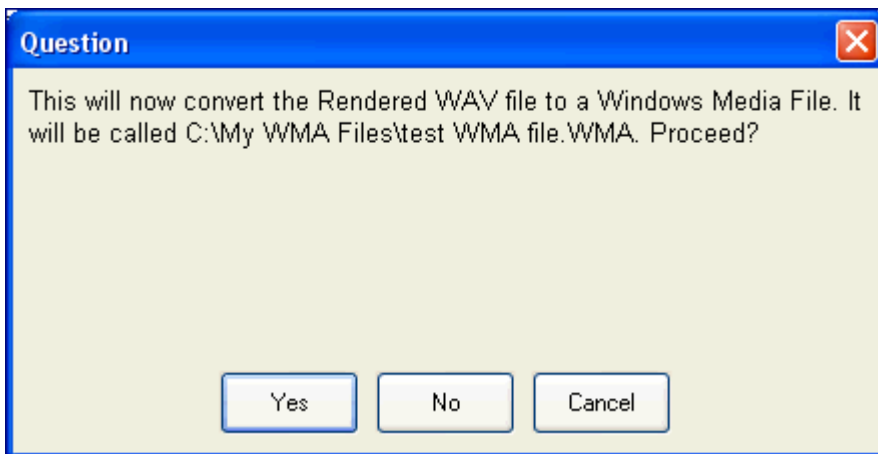 Question
This will now convert the Rendered WAV file to a Windows Media File. It
will be called C:\My WMA Files\test WMA file.WMA. Proceed?
Yes No Cancel